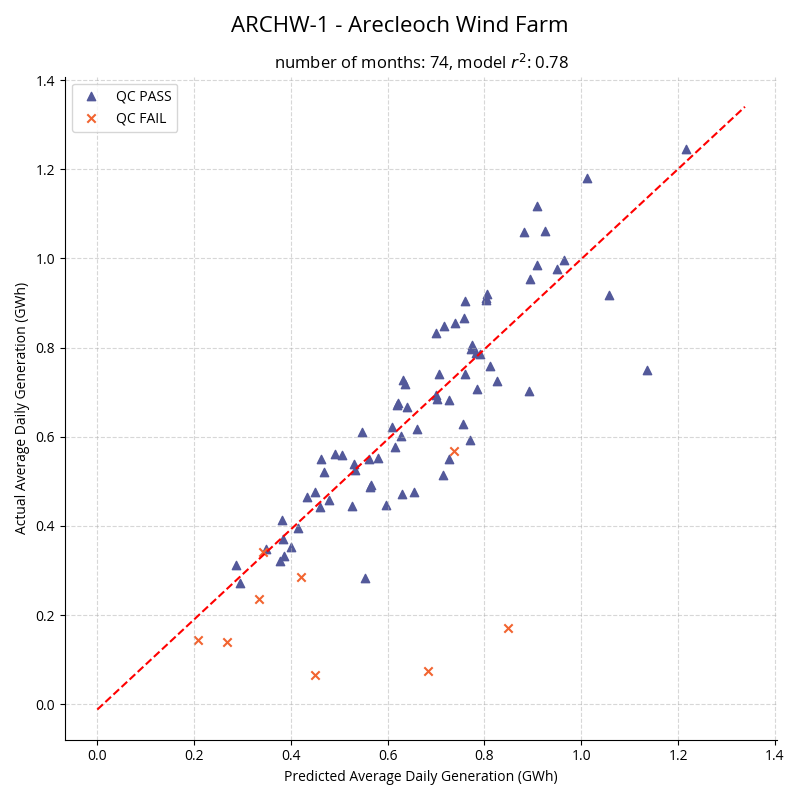 ARCHW-1 - Arecleoch Wind Farm
number of months: 74, model r²: 0.78
QC PASS
QC FAIL
1.4
1.2
1.0
0.8
0.6
0.4
0.2
0.0
Actual Average Daily Generation (GWh)
0.0 0.2 0.4 0.6 0.8 1.0 1.2 1.4
Predicted Average Daily Generation (GWh)